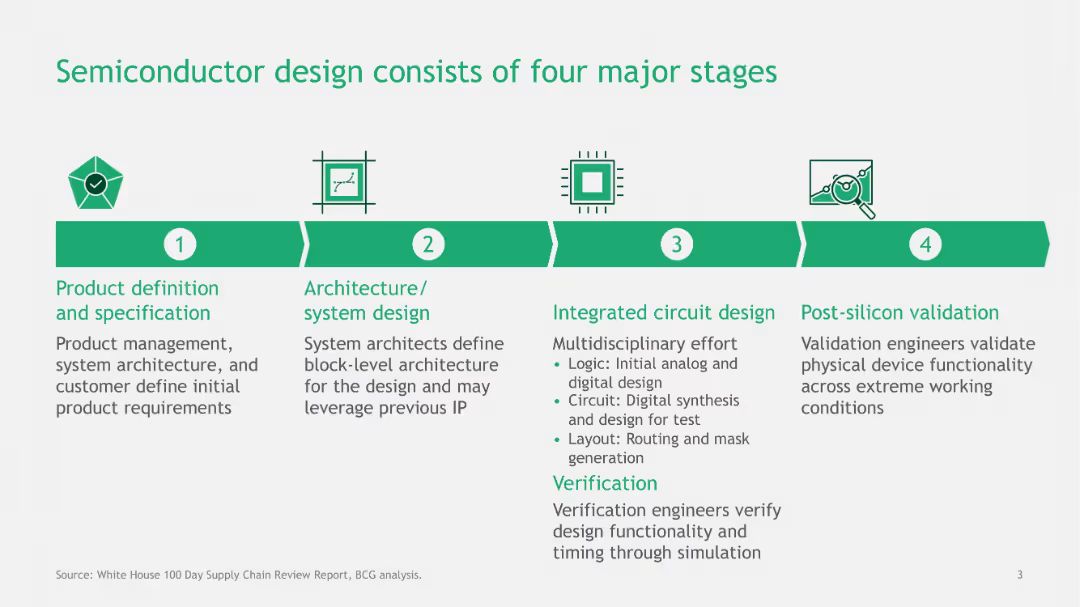 Semiconductor design consists of four major stages
1
2
3
4
Product definition
and specification
Product management,
system architecture, and
customer define initial
product requirements
Architecture/
system design
System architects define
block-level architecture
for the design and may
leverage previous IP
Integrated circuit design
Multidisciplinary effort
• Logic: Initial analog and
digital design
• Circuit: Digital synthesis
and design for test
• Layout: Routing and mask
generation
Verification
Verification engineers verify
design functionality and
timing through simulation
Post-silicon validation
Validation engineers validate
physical device functionality
across extreme working
conditions
Source: White House 100 Day Supply Chain Review Report, BCG analysis.
3